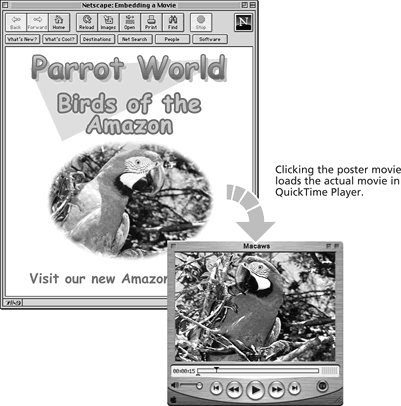 Netscape: Embedding a Movie
Back Forward Home Reload Images Open Print Find Stop
N
What's New? What's Cool? Destinations Net Search People Software
Parrot World
Birds of the
Amazon
Clicking the poster movie
loads the actual movie in
QuickTime Player.
Visit our new Amazon
Macaws
00:00:15